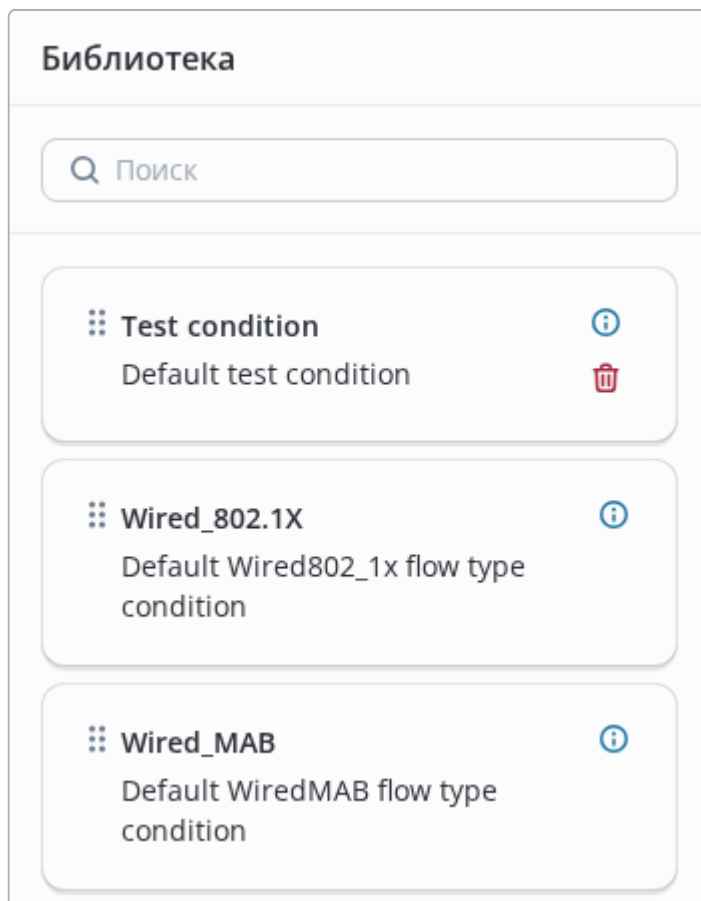 Библиотека
Поиск
Test condition
Default test condition
Wired_802.1X
Default Wired802_1x flow type
condition
Wired_MAB
Default WiredMAB flow type
condition